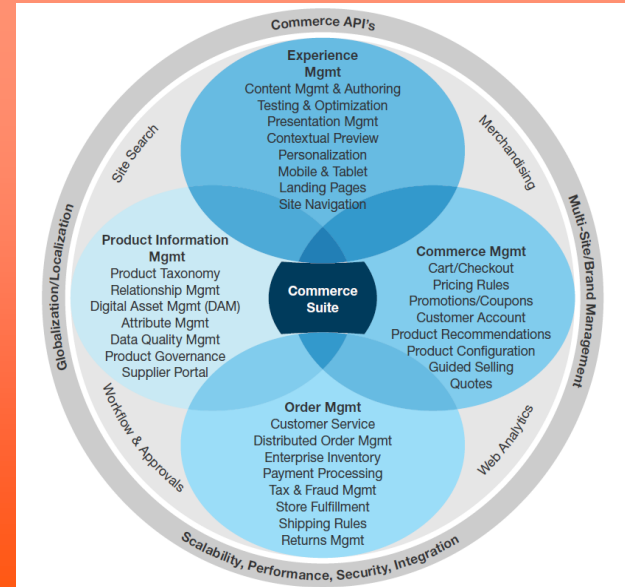 Commerce API's
Experience
Mgmt
Content Mgmt & Authoring
Testing & Optimization
Presentation Mgmt
Contextual Preview
Personalization
Mobile & Tablet
Landing Pages
Site Navigation
Site Search
Merchandising
Globalization/Localization
Multi-Site/Brand Management
Product Information
Mgmt
Product Taxonomy
Relationship Mgmt
Digital Asset Mgmt (DAM)
Attribute Mgmt
Data Quality Mgmt
Product Governance
Supplier Portal
Commerce
Suite
Commerce Mgmt
Cart/Checkout
Pricing Rules
Promotions/Coupons
Customer Account
Product Recommendations
Product Configuration
Guided Selling
Quotes
Workflow & Approvals
Web Analytics
Order Mgmt
Customer Service
Distributed Order Mgmt
Enterprise Inventory
Payment Processing
Tax & Fraud Mgmt
Store Fulfillment
Shipping Rules
Returns Mgmt
Scalability, Performance, Security, Integration